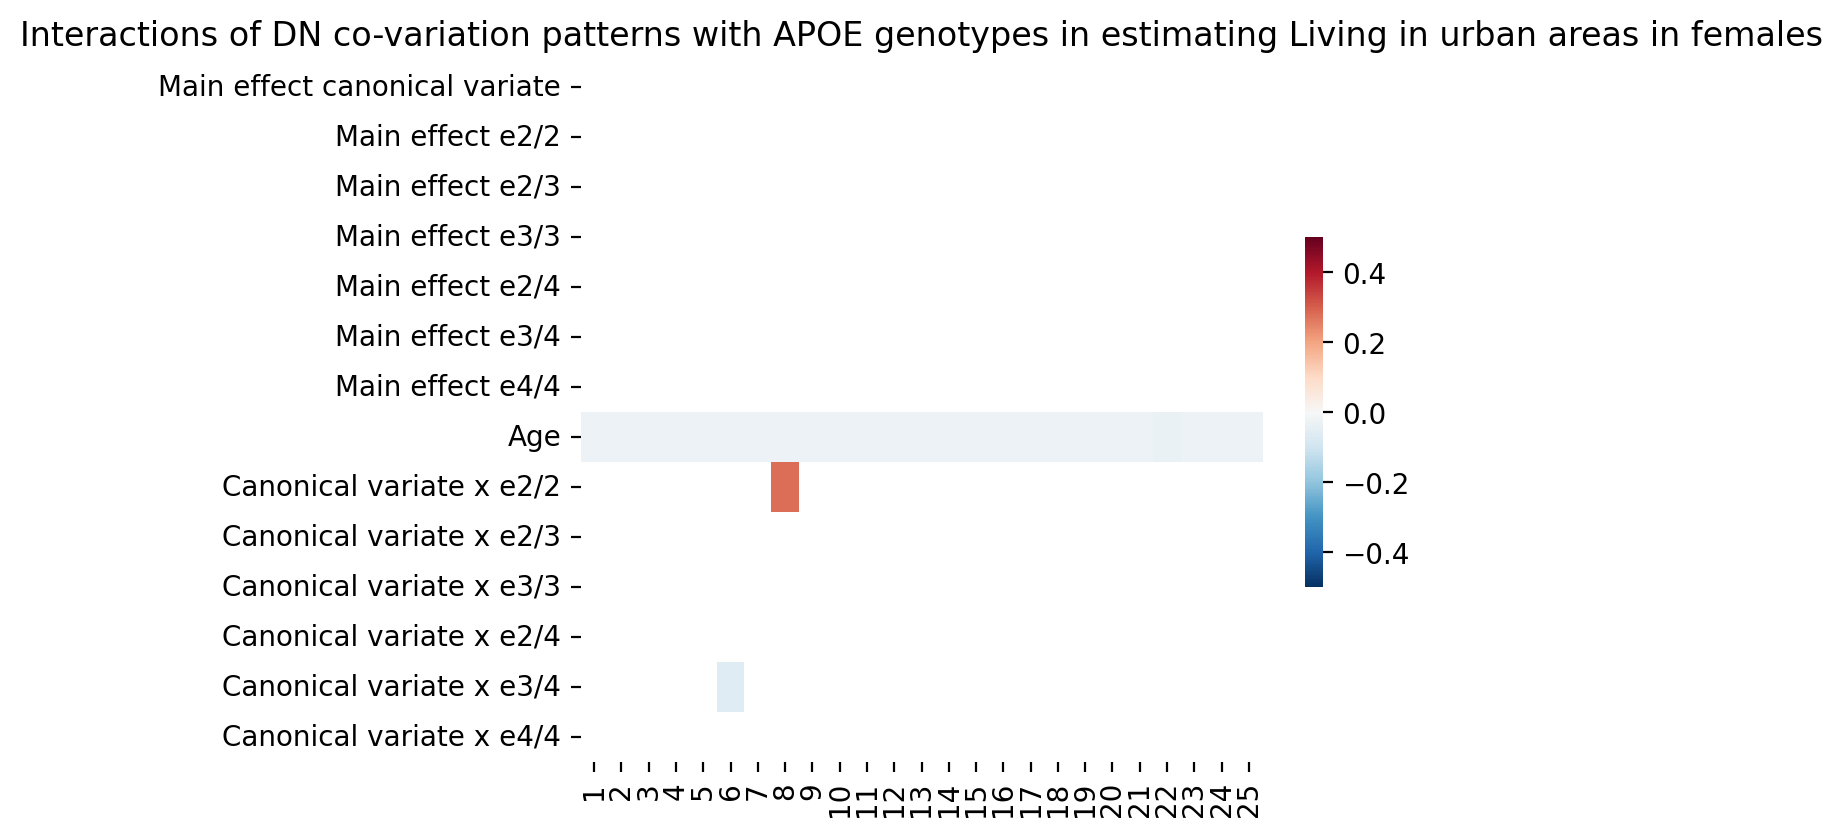 Interactions of DN co-variation patterns with APOE genotypes in estimating Living in urban areas in females
Main effect canonical variate
Main effect e2/2
Main effect e2/3
Main effect e3/3
Main effect e2/4
Main effect e3/4
Main effect e4/4
Age
Canonical variate x e2/2
Canonical variate x e2/3
Canonical variate x e3/3
Canonical variate x e2/4
Canonical variate x e3/4
Canonical variate x e4/4
1
2
3
4
5
6
7
8
9
10
11
12
13
14
15
16
17
18
19
20
21
22
23
24
25
0.4
0.2
0.0
−0.2
−0.4